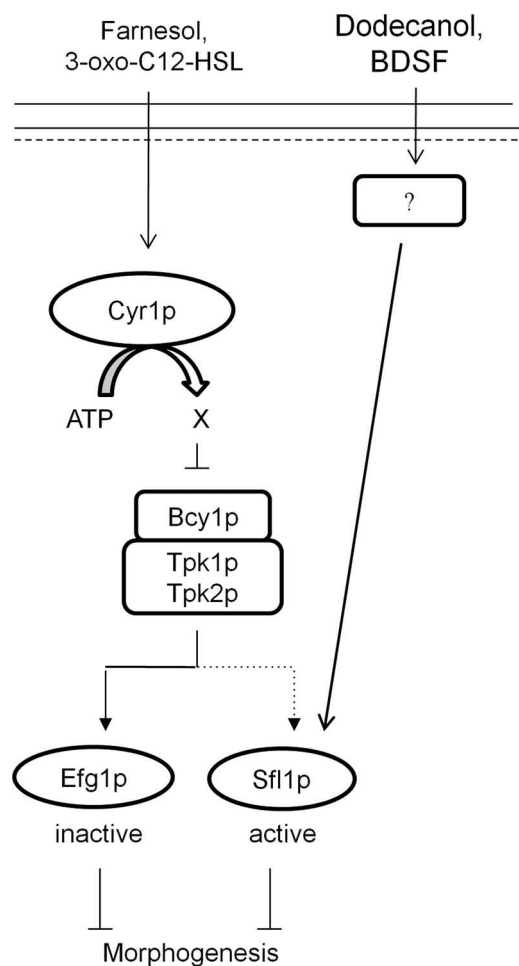 Farnesol,
3-oxo-C12-HSL
Dodecanol,
BDSF
?
Cyr1p
ATP
X
Bcy1p
Tpk1p
Tpk2p
Efg1p
Sfl1p
inactive
active
Morphogenesis